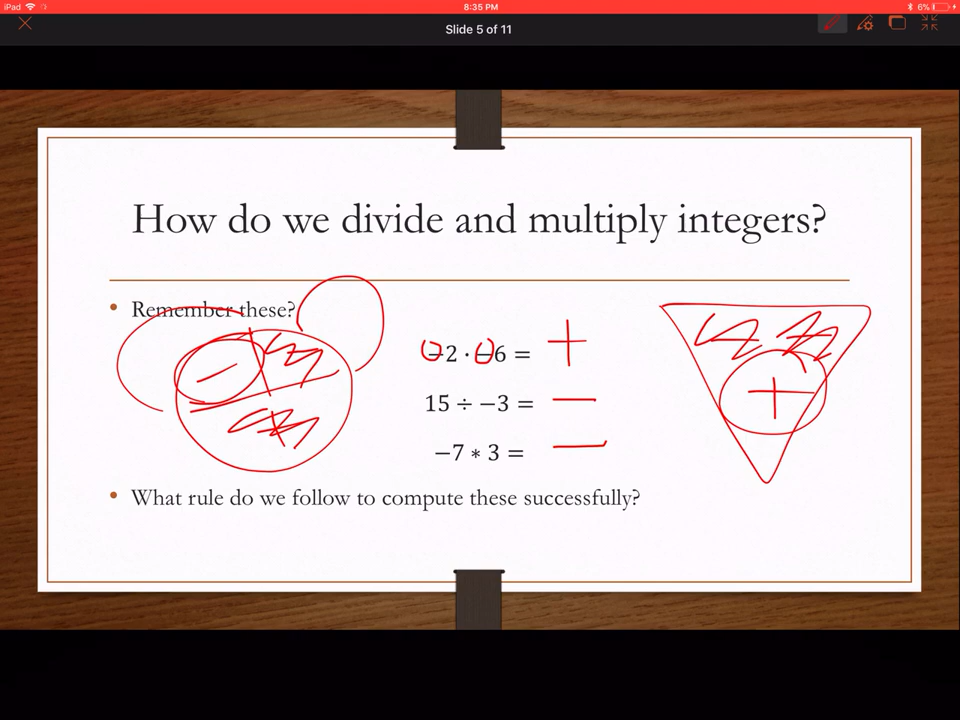 iPad 8:35 PM 6%
Slide 5 of 11
How do we divide and multiply integers?
• Remember these?
−2 · −6 = +
15 ÷ −3 = −
−7 * 3 = −
− +
• What rule do we follow to compute these successfully?